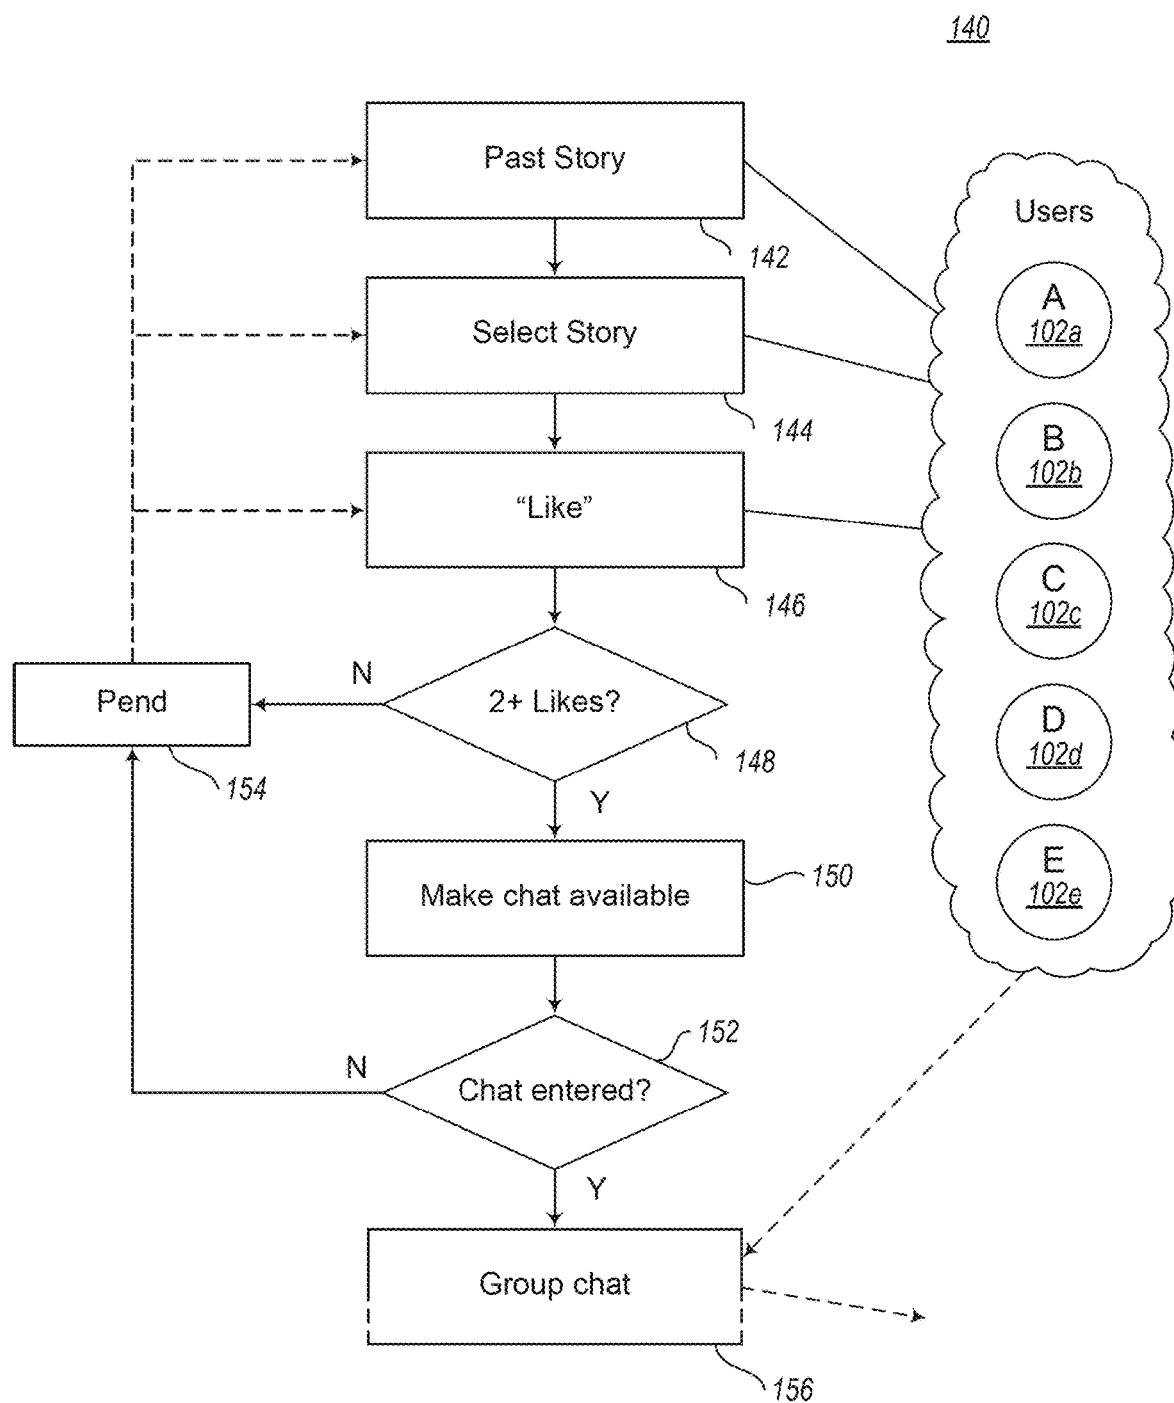 140
Past Story
142
Users
A
102a
Select Story
144
B
102b
"Like"
146
C
102c
2+ Likes?
148
N
Y
Pend
154
D
102d
Make chat available
150
E
102e
Chat entered?
152
N
Y
Group chat
156